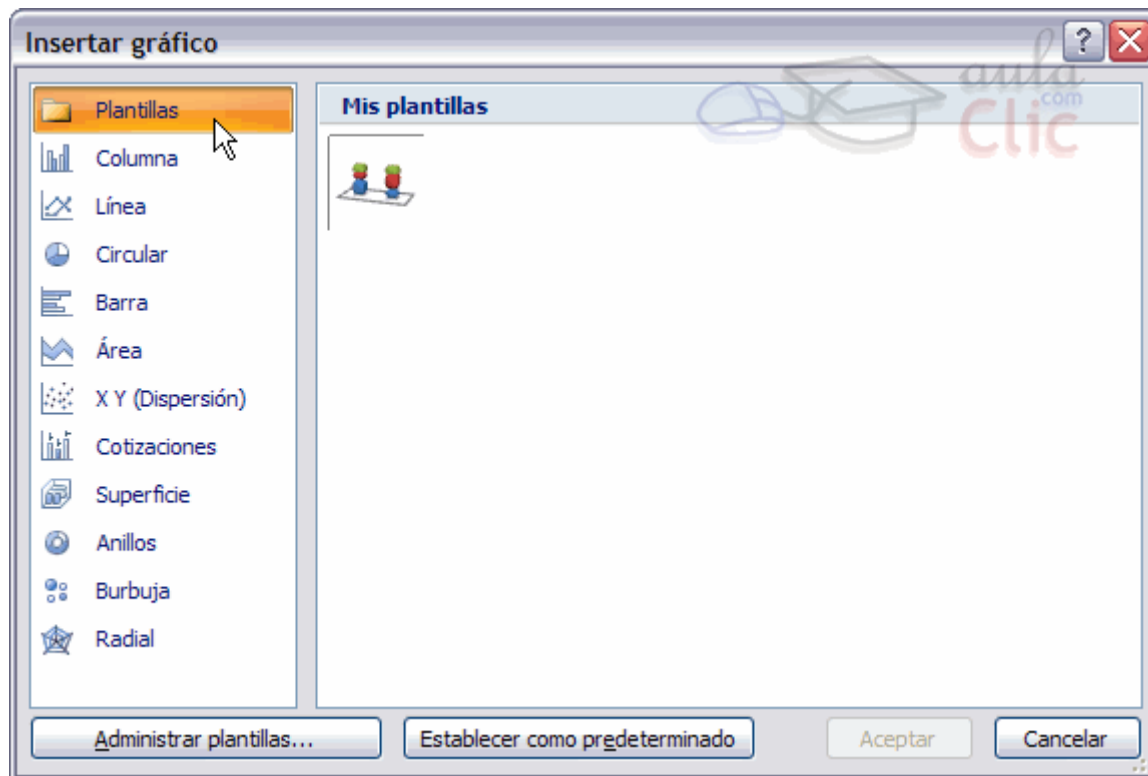 Insertar gráfico
?
aula
.com
Clic
Plantillas
Columna
Línea
Circular
Barra
Área
X Y (Dispersión)
Cotizaciones
Superficie
Anillos
Burbuja
Radial
Mis plantillas
Administrar plantillas...
Establecer como predeterminado
Aceptar
Cancelar